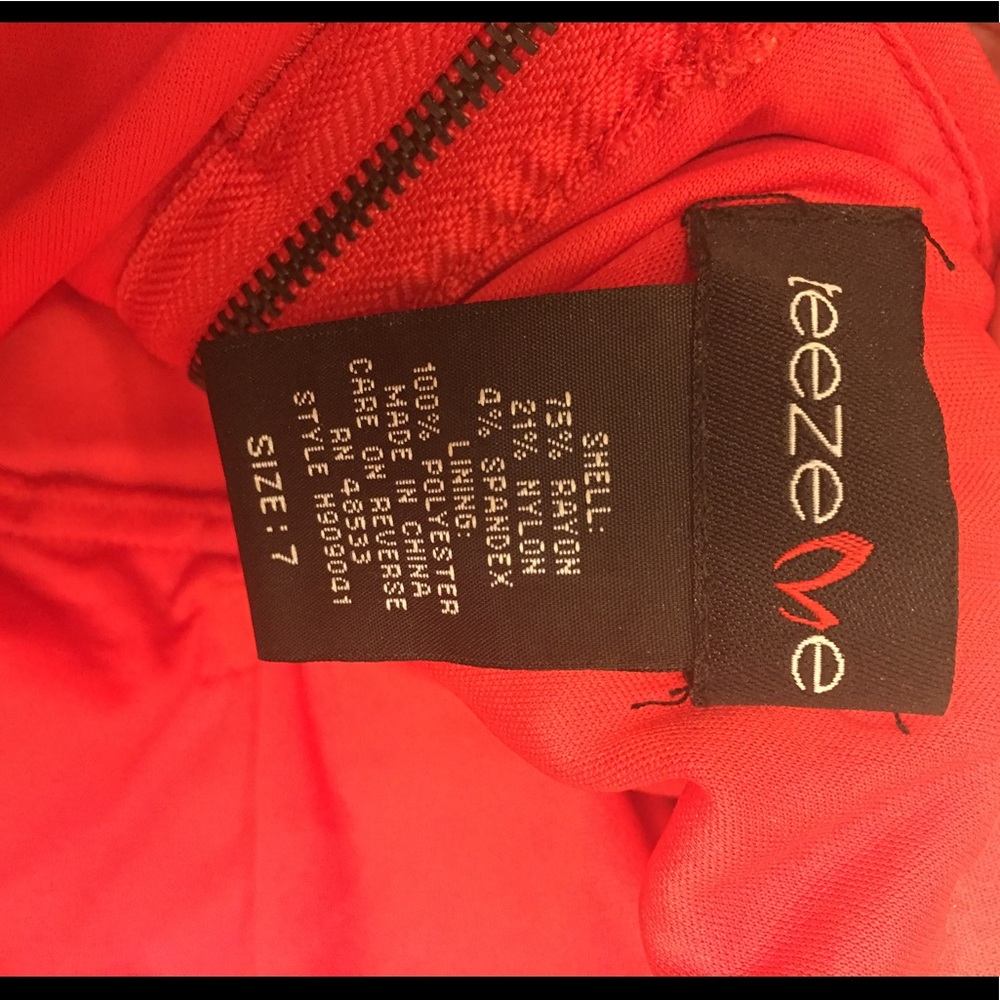 teeze me
SHELL:
75% RAYON
21% NYLON
4% SPANDEX
LINING:
100% POLYESTER
MADE IN CHINA
CARE ON REVERSE
RN 48533
STYLE H909041
SIZE: 7